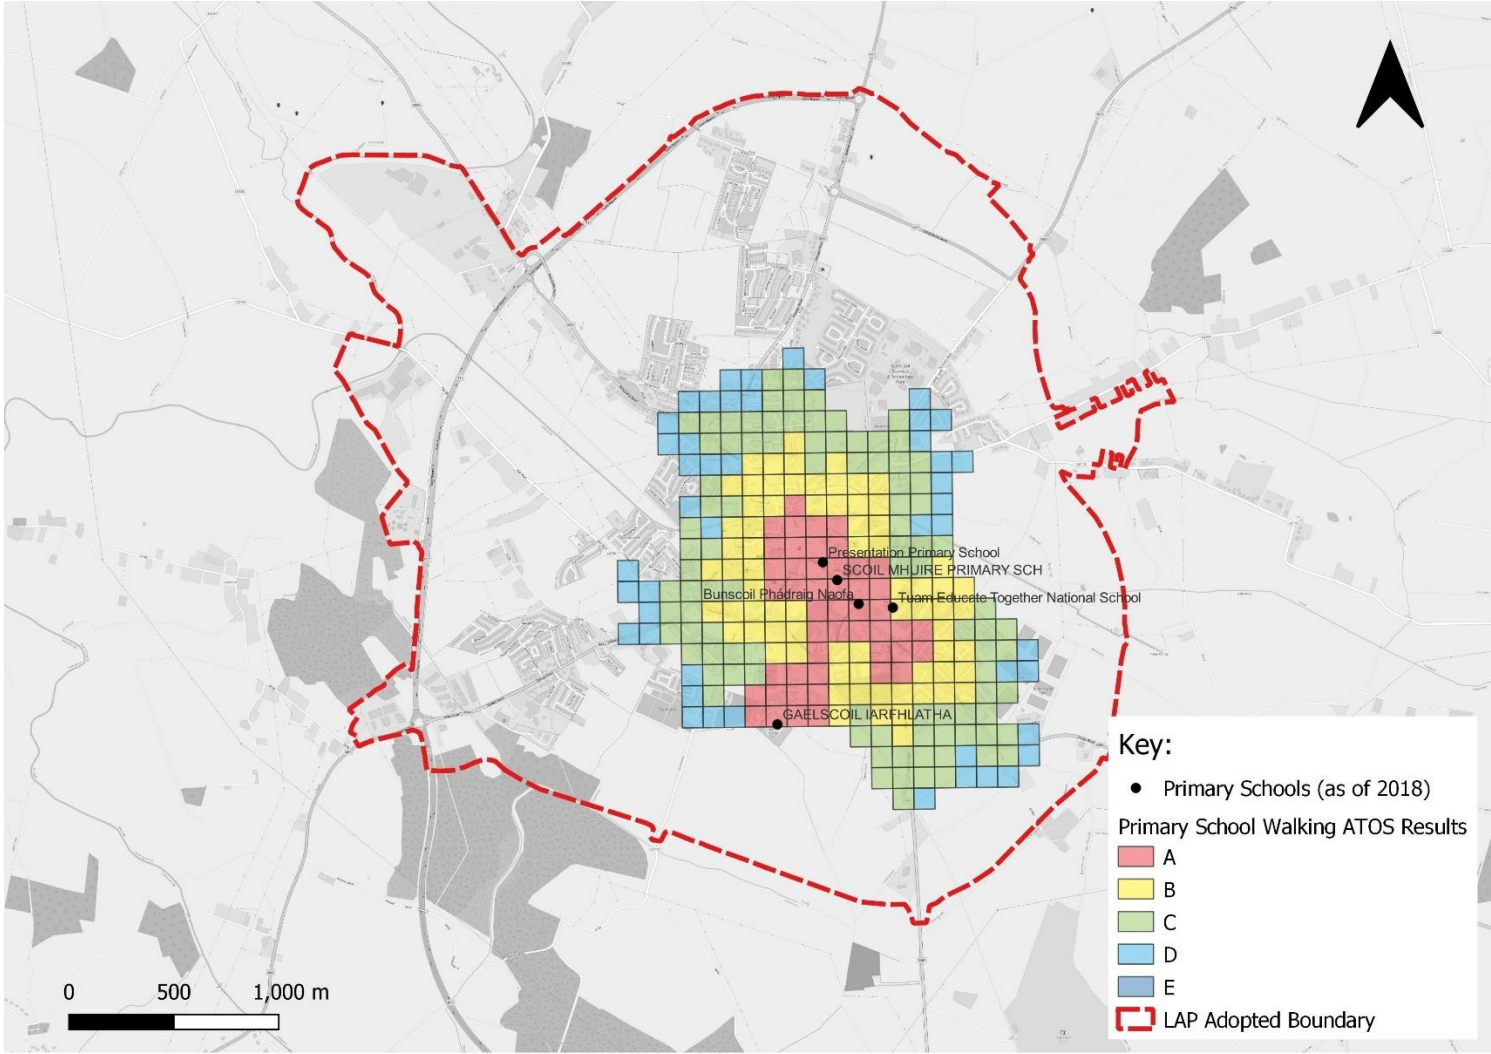 Presentation Primary School
SCOIL MHUIRE PRIMARY SCH
Bunscoil Phádraig Naofa
Tuam Educate Together National School
GAELSCOIL IARFHLATHA
Key:
Primary Schools (as of 2018)
Primary School Walking ATOS Results
A
B
C
D
E
LAP Adopted Boundary
0 500 1,000 m